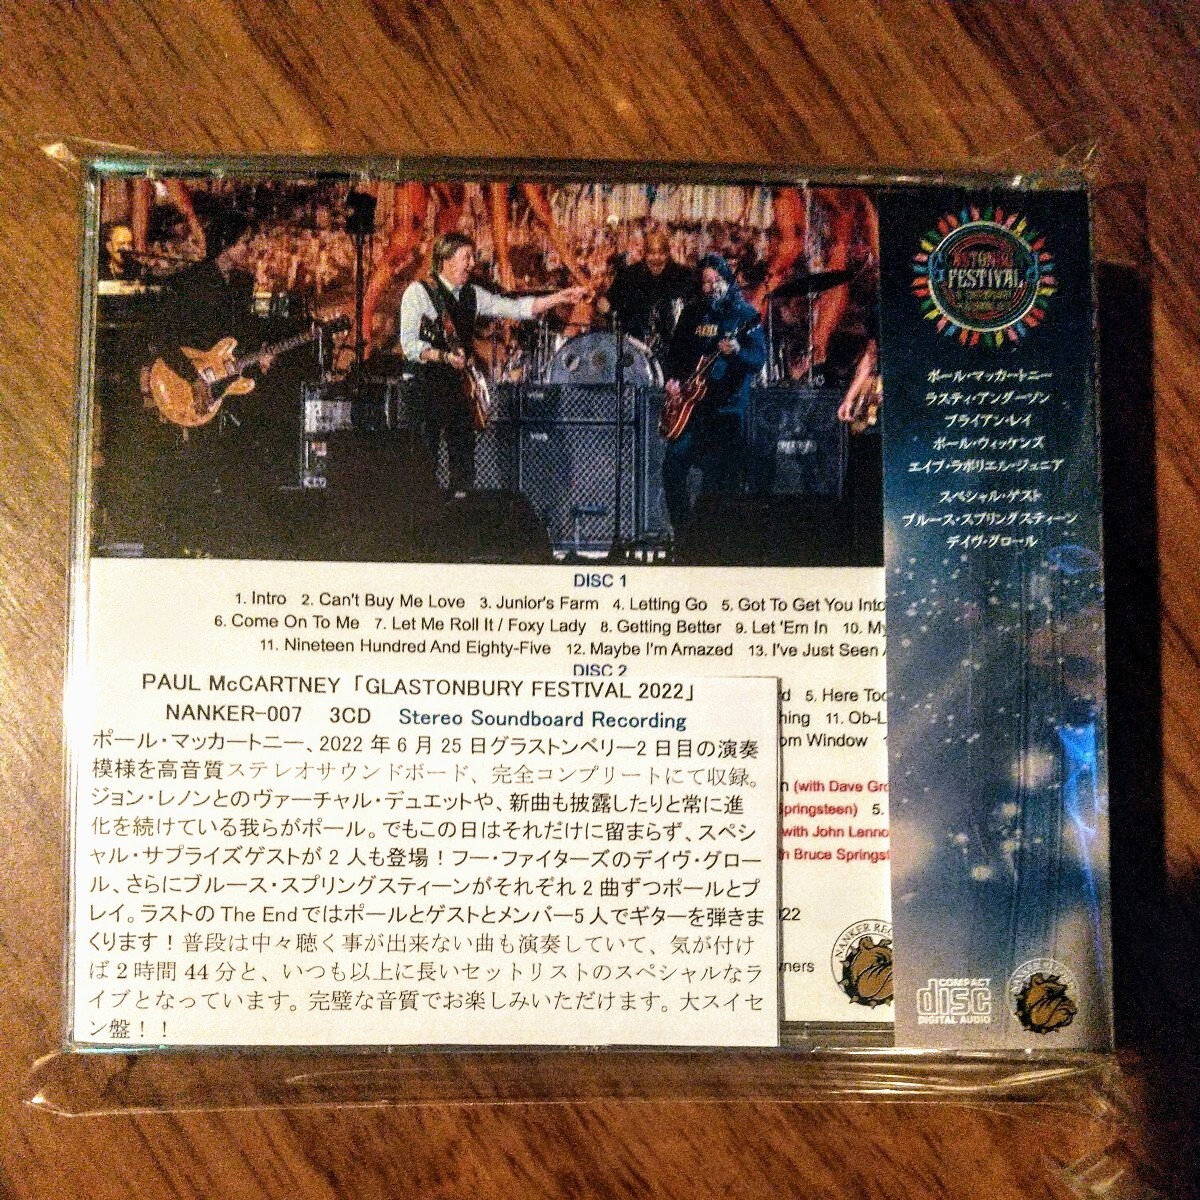 FESTIVAL
ポール・マッカートニー
ラスティ・アンダーソン
ブライアン・レイ
ポール・ウィッケンズ
エイブ・ラボリエル・ジュニア
スペシャル・ゲスト
ブルース・スプリングスティーン
デイヴ・グロール
DISC 1
1. Intro 2. Can't Buy Me Love 3. Junior's Farm 4. Letting Go 5. Got To Get You Into
6. Come On To Me 7. Let Me Roll It / Foxy Lady 8. Getting Better 9. Let 'Em In 10. My
11. Nineteen Hundred And Eighty-Five 12. Maybe I'm Amazed 13. I've Just Seen
DISC 2
5. Here Too
11. Ob-L
om Window
(with Dave Gro
pringsteen) 5.
with John Lenno
h Bruce Springst
PAUL McCARTNEY「GLASTONBURY FESTIVAL 2022」
NANKER-007 3CD Stereo Soundboard Recording
ポール・マッカートニー、2022年6月25日グラストンベリー2日目の演奏
模様を高音質ステレオサウンドボード、完全コンプリートにて収録。
ジョン・レノンとのヴァーチャル・デュエットや、新曲も披露したりと常に進
化を続けている我らがポール。でもこの日はそれだけに留まらず、スペシ
ャル・サプライズゲストが2人も登場！フー・ファイターズのデイヴ・グロー
ル、さらにブルース・スプリングスティーンがそれぞれ2曲ずつポールとプ
レイ。ラストのThe Endではポールとゲストとメンバー5人でギターを弾きま
くります！普段は中々聴く事が出来ない曲も演奏していて、気が付け
ば2時間44分と、いつも以上に長いセットリストのスペシャルなラ
イブとなっています。完璧な音質でお楽しみいただけます。大スイセ
ン盤！！
022
wners
NANKER REC
COMPACT
disc
DIGITAL AUDIO